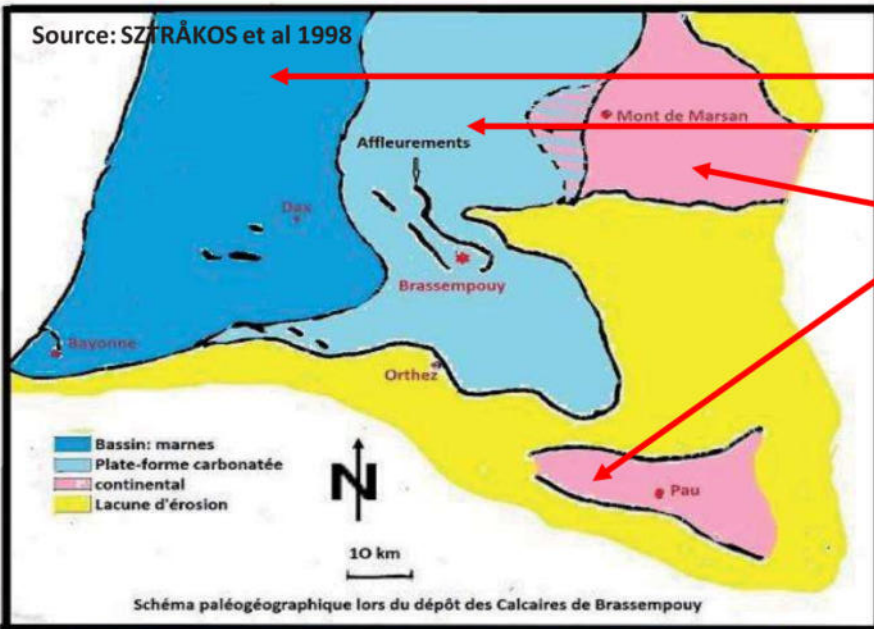 Source: SZTRÅKOS et al 1998
Mont de Marsan
Affleurements
Dax
Brassempouy
Bayonne
Orthez
Bassin: marnes
Plate-forme carbonatée
continental
Lacune d'érosion
N
Pau
10 km
Schéma paléogéographique lors du dépôt des Calcaires de Brassempouy